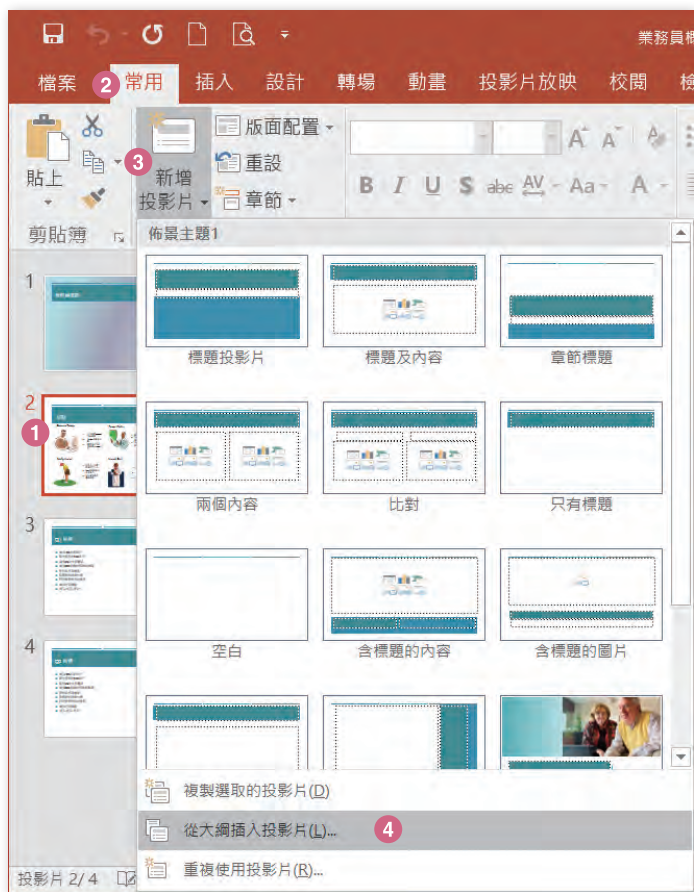 業務員概
檔案 2 常用 插入 設計 轉場 動畫 投影片放映 校閱 檢
貼上
3 新增
投影片
版面配置
重設
章節
A A
B I U S abc AV Aa A
剪貼簿
佈景主題1
標題投影片 標題及內容 章節標題
兩個內容 比對 只有標題
空白 含標題的內容 含標題的圖片
1
2
1
3
4
複製選取的投影片(D)
從大綱插入投影片(L)... 4
重複使用投影片(R)...
投影片 2/ 4